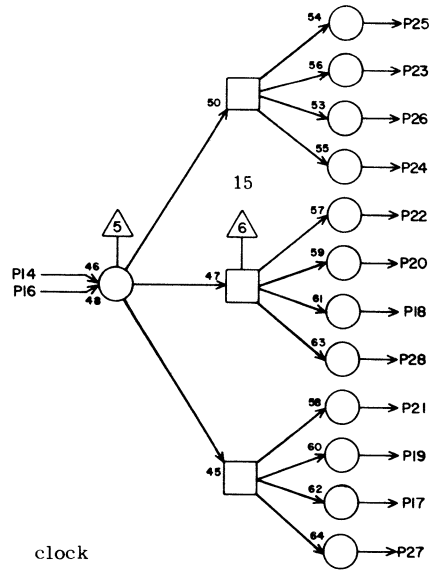 54 P25
56 P23
50 53 P26
55 P24
15
57 P22
5 6
59 P20
P14 46 47
P16 48 61 P18
63 P28
58 P21
60 P19
45
62 P17
64 P27
clock